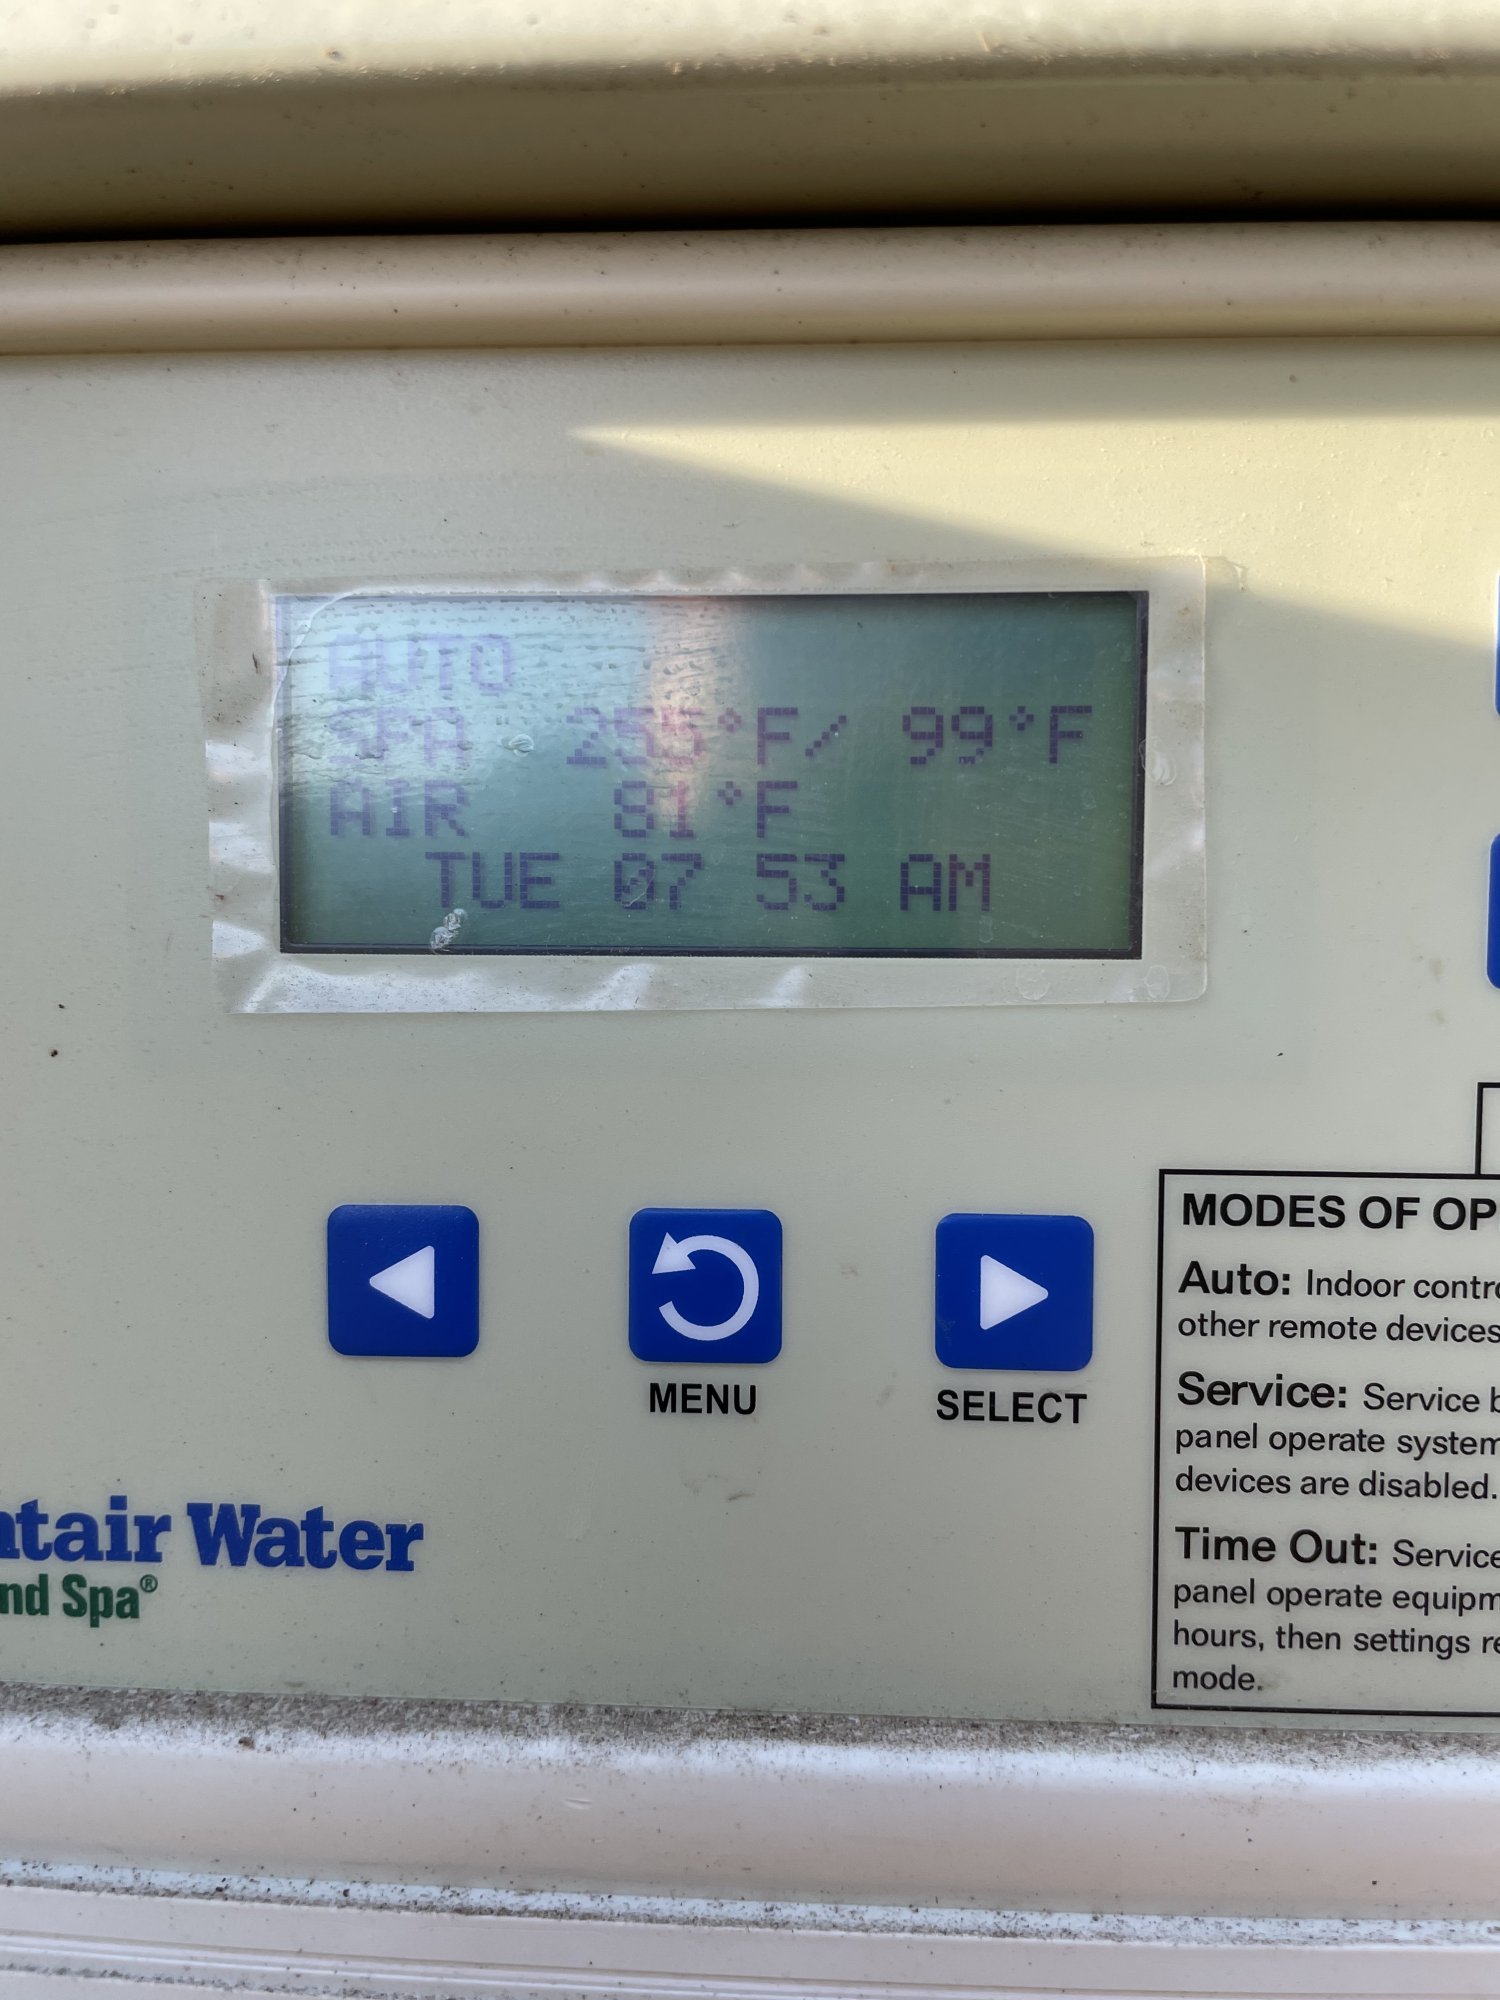 AUTO
SPA 255°F/ 99°F
AIR 81°F
TUE 07 53 AM
MENU
SELECT
MODES OF OP
Auto: Indoor contro
other remote devices
Service: Service b
panel operate system
devices are disabled.
Time Out: Service
panel operate equipm
hours, then settings re
mode.
ntair Water
nd Spa®